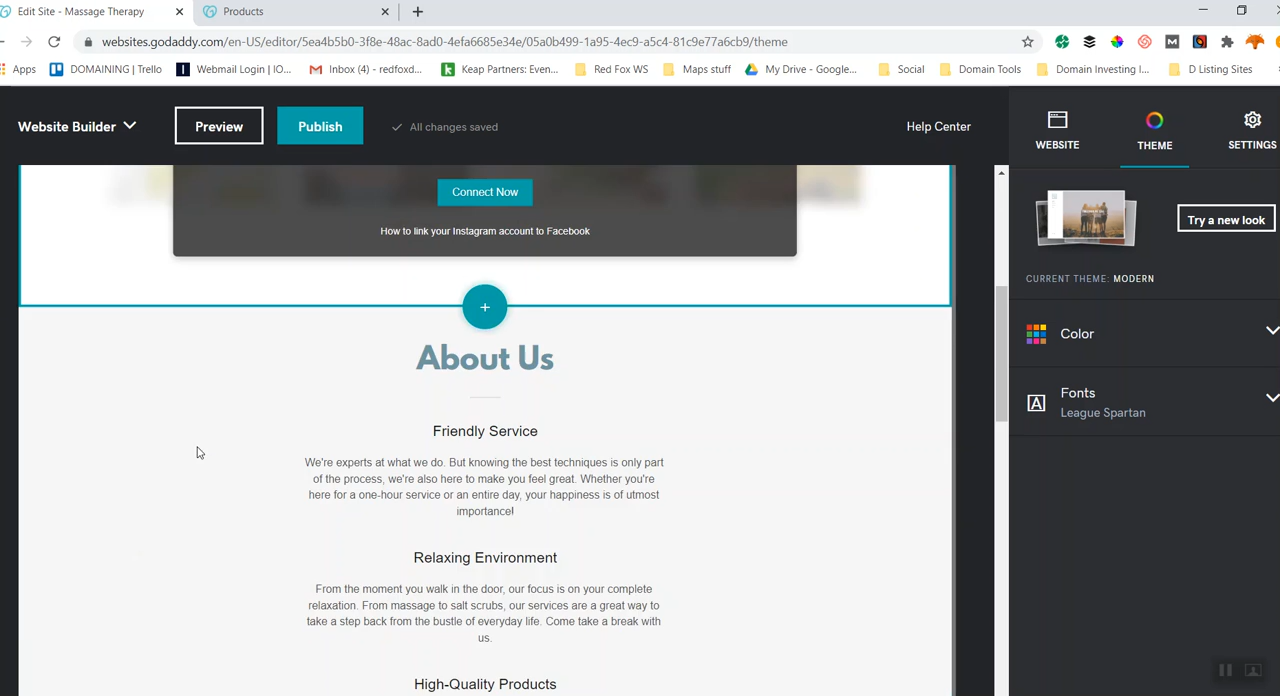 Edit Site - Massage Therapy
Products
websites.godaddy.com/en-US/editor/5ea4b5b0-3f8e-48ac-8ad0-4efa6685e34e/05a0b499-1a95-4ec9-a5c4-81c9e77a6cb9/theme
Apps DOMAINING | Trello Webmail Login | IO... Inbox (4) - redfoxd... Keap Partners: Even... Red Fox WS Maps stuff My Drive - Google... Social Domain Tools Domain Investing I... D Listing Sites
Website Builder
Preview
Publish
All changes saved
Help Center
WEBSITE
THEME
SETTINGS
Connect Now
How to link your Instagram account to Facebook
Try a new look
CURRENT THEME: MODERN
Color
Fonts
League Spartan
About Us
Friendly Service
We're experts at what we do. But knowing the best techniques is only part
of the process, we're also here to make you feel great. Whether you're
here for a one-hour service or an entire day, your happiness is of utmost
importance!
Relaxing Environment
From the moment you walk in the door, our focus is on your complete
relaxation. From massage to salt scrubs, our services are a great way to
take a step back from the bustle of everyday life. Come take a break with
us.
High-Quality Products